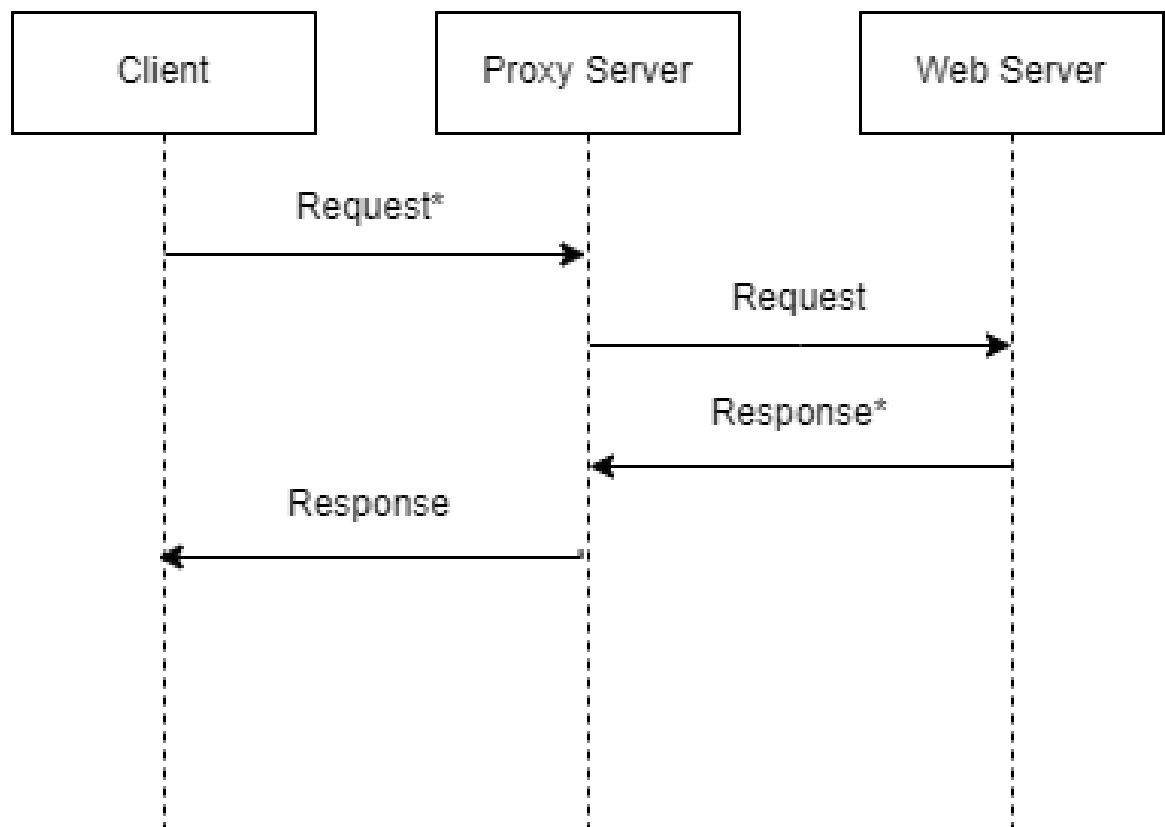 Client
Proxy Server
Web Server
Request*
Request
Response*
Response